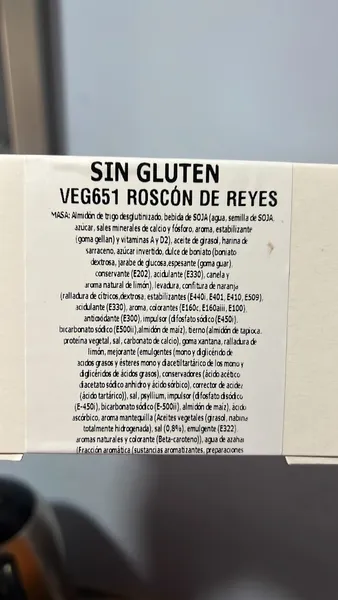 SIN GLUTEN
VEG651 ROSCÓN DE REYES
MASA: Almidón de trigo desglutinizado, bebida de SOJA (agua, semilla de SOJA,
azúcar, sales minerales de calcio y fósforo, aroma, estabilizante
(goma gellan) y vitaminas A y D2), aceite de girasol, harina de
sarraceno, azúcar invertido, dulce de boniato (boniato
dextrosa, jarabe de glucosa,espesante (goma guar),
conservante (E202), acidulante (E330), canela y
aroma natural de limón), levadura, confitura de naranja
(ralladura de cítricos,dextrosa, estabilizantes (E440i, E401, E410, E509),
acidulante (E330), aroma, colorantes (E160c, E160aiii, E100),
antioxidante (E300), impulsor (difosfato sódico (E450i),
bicarbonato sódico (E500ii),almidón de maíz), tierno (almidón de tapioca,
proteína vegetal, sal, carbonato de calcio), goma xantana, ralladura de
limón, mejorante (emulgentes (mono y diglicérido de
ácidos grasos y ésteres mono y diacetiltartárico de los mono y
diglicéridos de ácidos grasos), conservadores (ácido acético,
diacetato sódico anhidro y ácido sórbico), corrector de acidez
(ácido tartárico)), sal, psyllium, impulsor (difosfato disódico
(E-450i), bicarbonato sódico (E-500ii), almidón de maíz), ácido
ascórbico, aroma mantequilla (Aceites vegetales (girasol, nabina
totalmente hidrogenada), sal (0,8%), emulgente (E322)
aromas naturales y colorante (Beta-caroteno)), agua de azahar
(Fracción aromática (sustancias aromatizantes, preparaciones